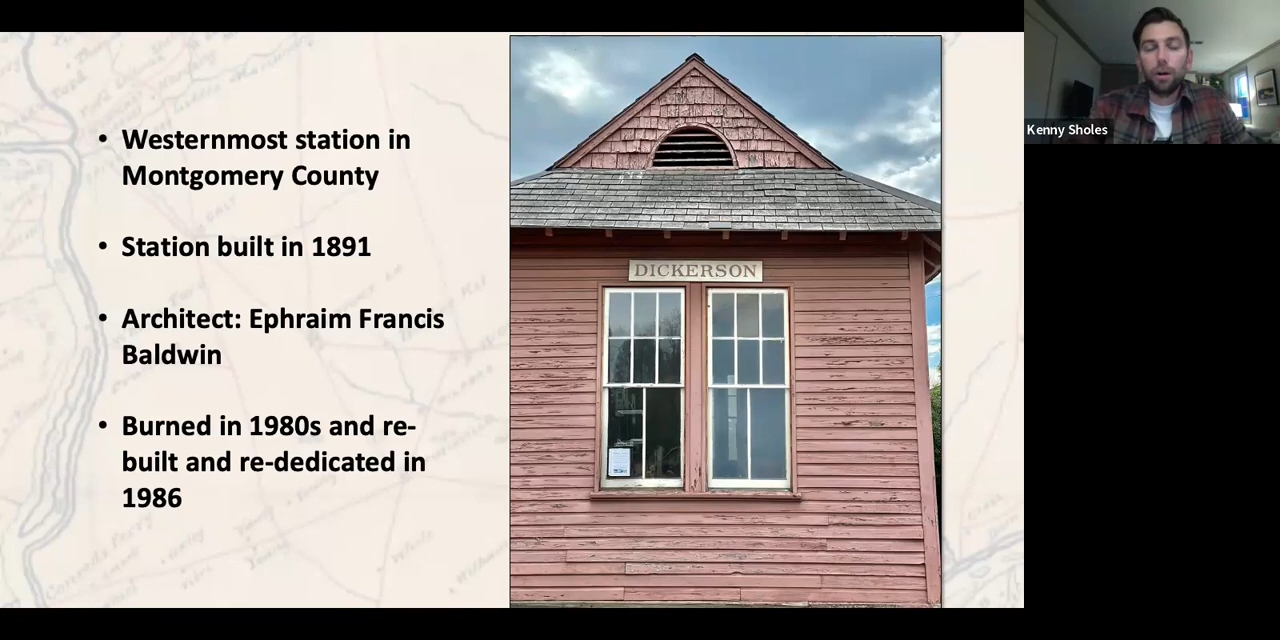 • Westernmost station in
Montgomery County
• Station built in 1891
• Architect: Ephraim Francis
Baldwin
• Burned in 1980s and re-
built and re-dedicated in
1986
DICKERSON
Kenny Sholes